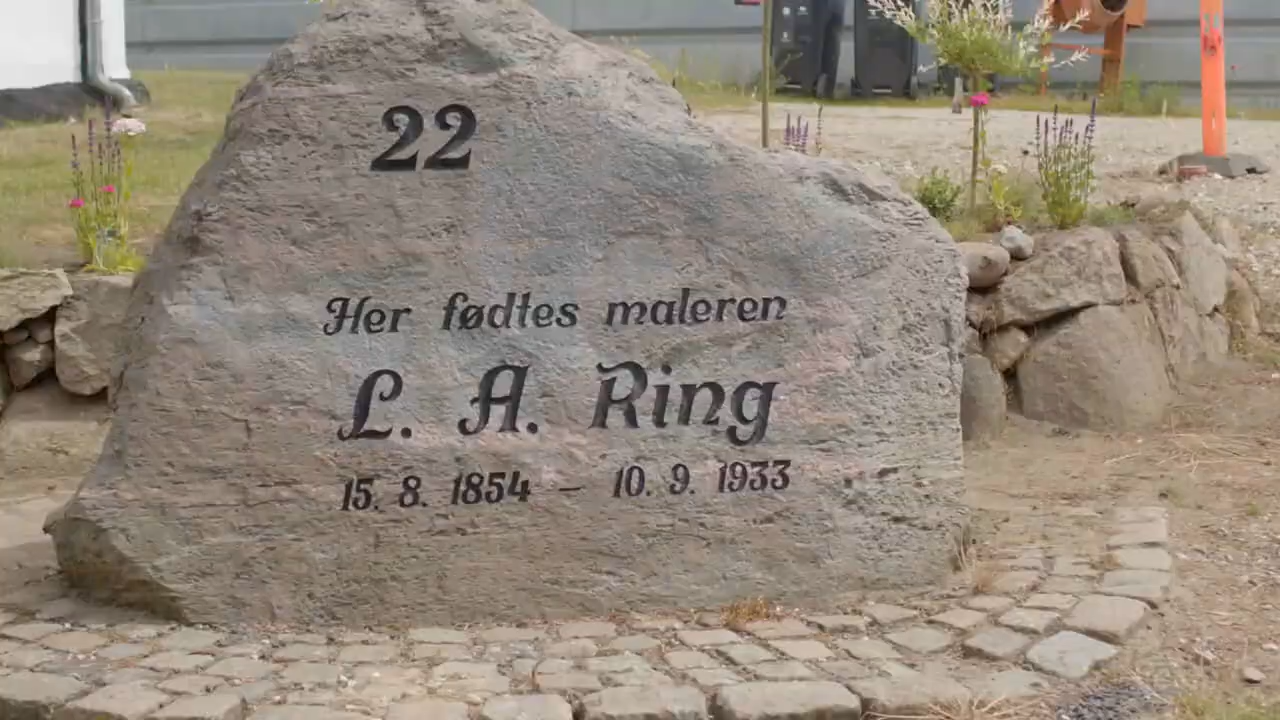 22
Her fødtes maleren
L. A. Ring
15. 8. 1854 – 10. 9. 1933